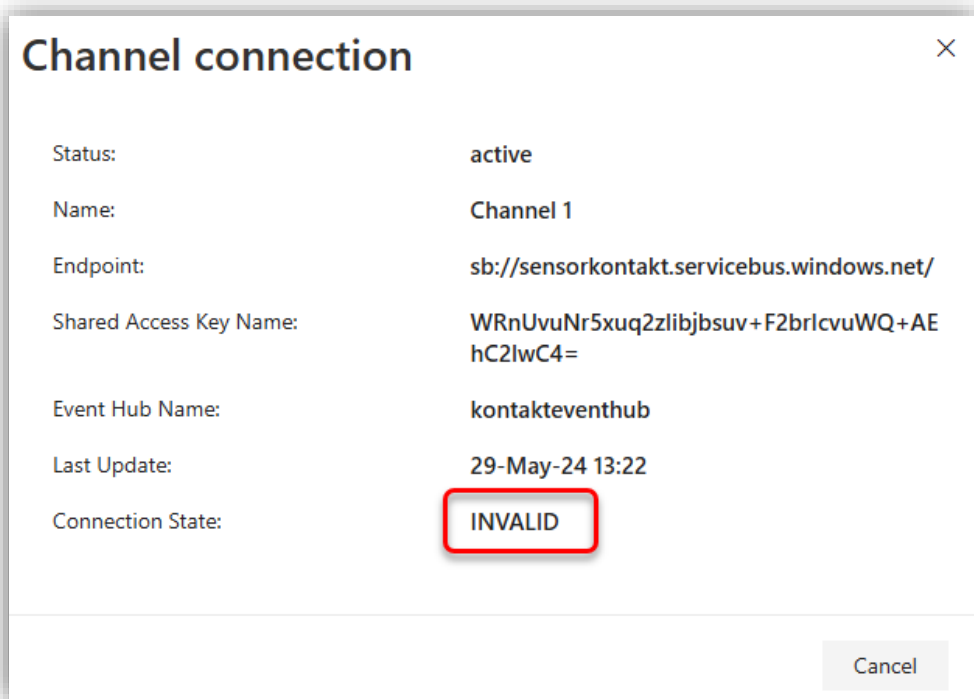 Channel connection
Status: active
Name: Channel 1
Endpoint: sb://sensorkontakt.servicebus.windows.net/
Shared Access Key Name: WRnUvuNr5xuq2zlibjbsuv+F2brlcvuWQ+AE
hC2lwC4=
Event Hub Name: kontakteventhub
Last Update: 29-May-24 13:22
Connection State: INVALID
Cancel